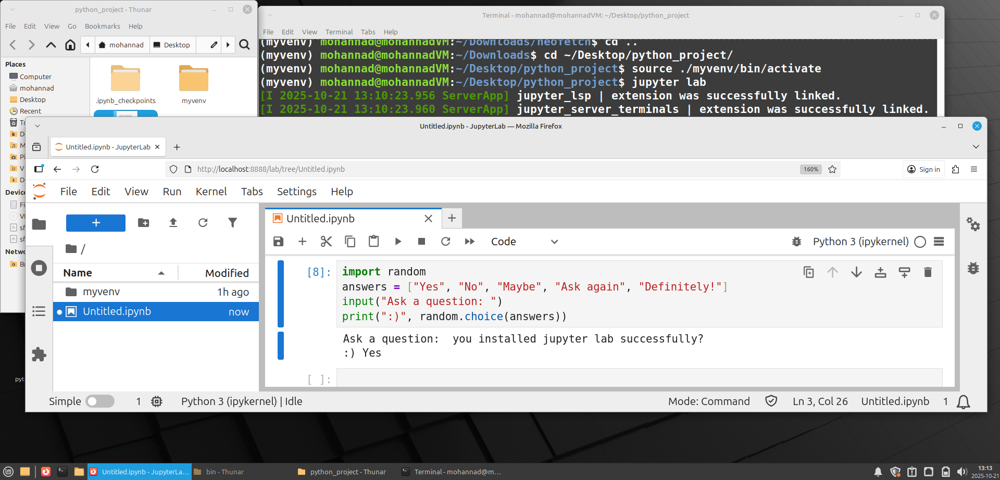 python_project - Thunar
File Edit View Go Bookmarks Help
mohannad Desktop
Places
Computer
mohannad
Desktop
Recent
Tr
D
M
Pi
V
D
Device
Fi
sf
sf
Netwo
B
.ipynb_checkpoints
myvenv
pyt
Terminal - mohannad@mohannadVM: ~/Desktop/python_project
File Edit View Terminal Tabs Help
(myvenv) mohannad@mohannadVM:~/Downloads/neofetch$ cd ..
(myvenv) mohannad@mohannadVM:~/Downloads$ cd ~/Desktop/python_project/
(myvenv) mohannad@mohannadVM:~/Desktop/python_project$ source ./myvenv/bin/activate
(myvenv) mohannad@mohannadVM:~/Desktop/python_project$ jupyter lab
[I 2025-10-21 13:10:23.956 ServerApp] jupyter_lsp | extension was successfully linked.
[I 2025-10-21 13:10:23.960 ServerApp] jupyter_server_terminals | extension was successfully linked.
Untitled.ipynb - JupyterLab — Mozilla Firefox
Untitled.ipynb - JupyterLab
http://localhost:8888/lab/tree/Untitled.ipynb
160%
Sign in
File Edit View Run Kernel Tabs Settings Help
/
Name Modified
myvenv 1h ago
Untitled.ipynb now
Untitled.ipynb
Code
Python 3 (ipykernel)
[8]:
import random
answers = ["Yes", "No", "Maybe", "Ask again", "Definitely!"]
input("Ask a question: ")
print(":)", random.choice(answers))
Ask a question:  you installed jupyter lab successfully?
:) Yes
[ ]:
Simple 1 Python 3 (ipykernel) | Idle
Mode: Command Ln 3, Col 26 Untitled.ipynb 1
Untitled.ipynb - JupyterLa...
bin - Thunar
python_project - Thunar
Terminal - mohannad@m...
13:13
2025-10-21